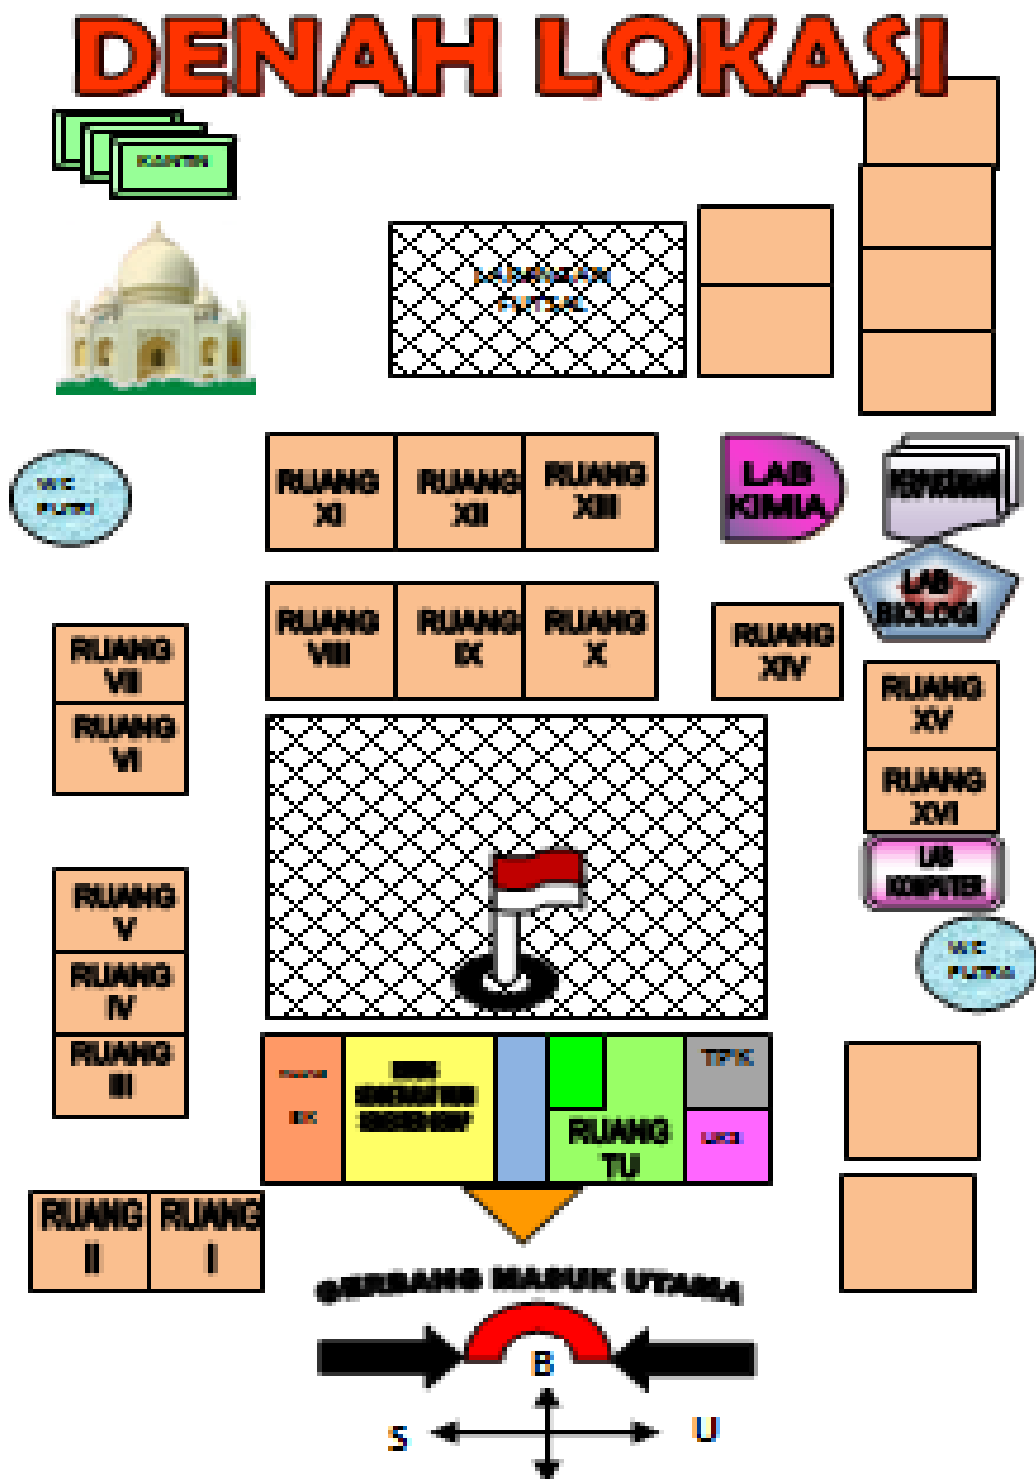 DENAH LOKASI
KANTIN
LAPANGAN
FUTSAL
WC
PUTRI
RUANG
XI
RUANG
XII
RUANG
XIII
LAB
KIMIA
LAB
BIOLOGI
RUANG
VIII
RUANG
IX
RUANG
X
RUANG
XIV
RUANG
VII
RUANG
VI
RUANG
XV
RUANG
XVI
LAB
KOMPUTER
WC
PUTRA
RUANG
V
RUANG
IV
RUANG
III
BK
RUANG
TU
RUANG
II
RUANG
I
GERBANG MASUK UTAMA
B
S
U